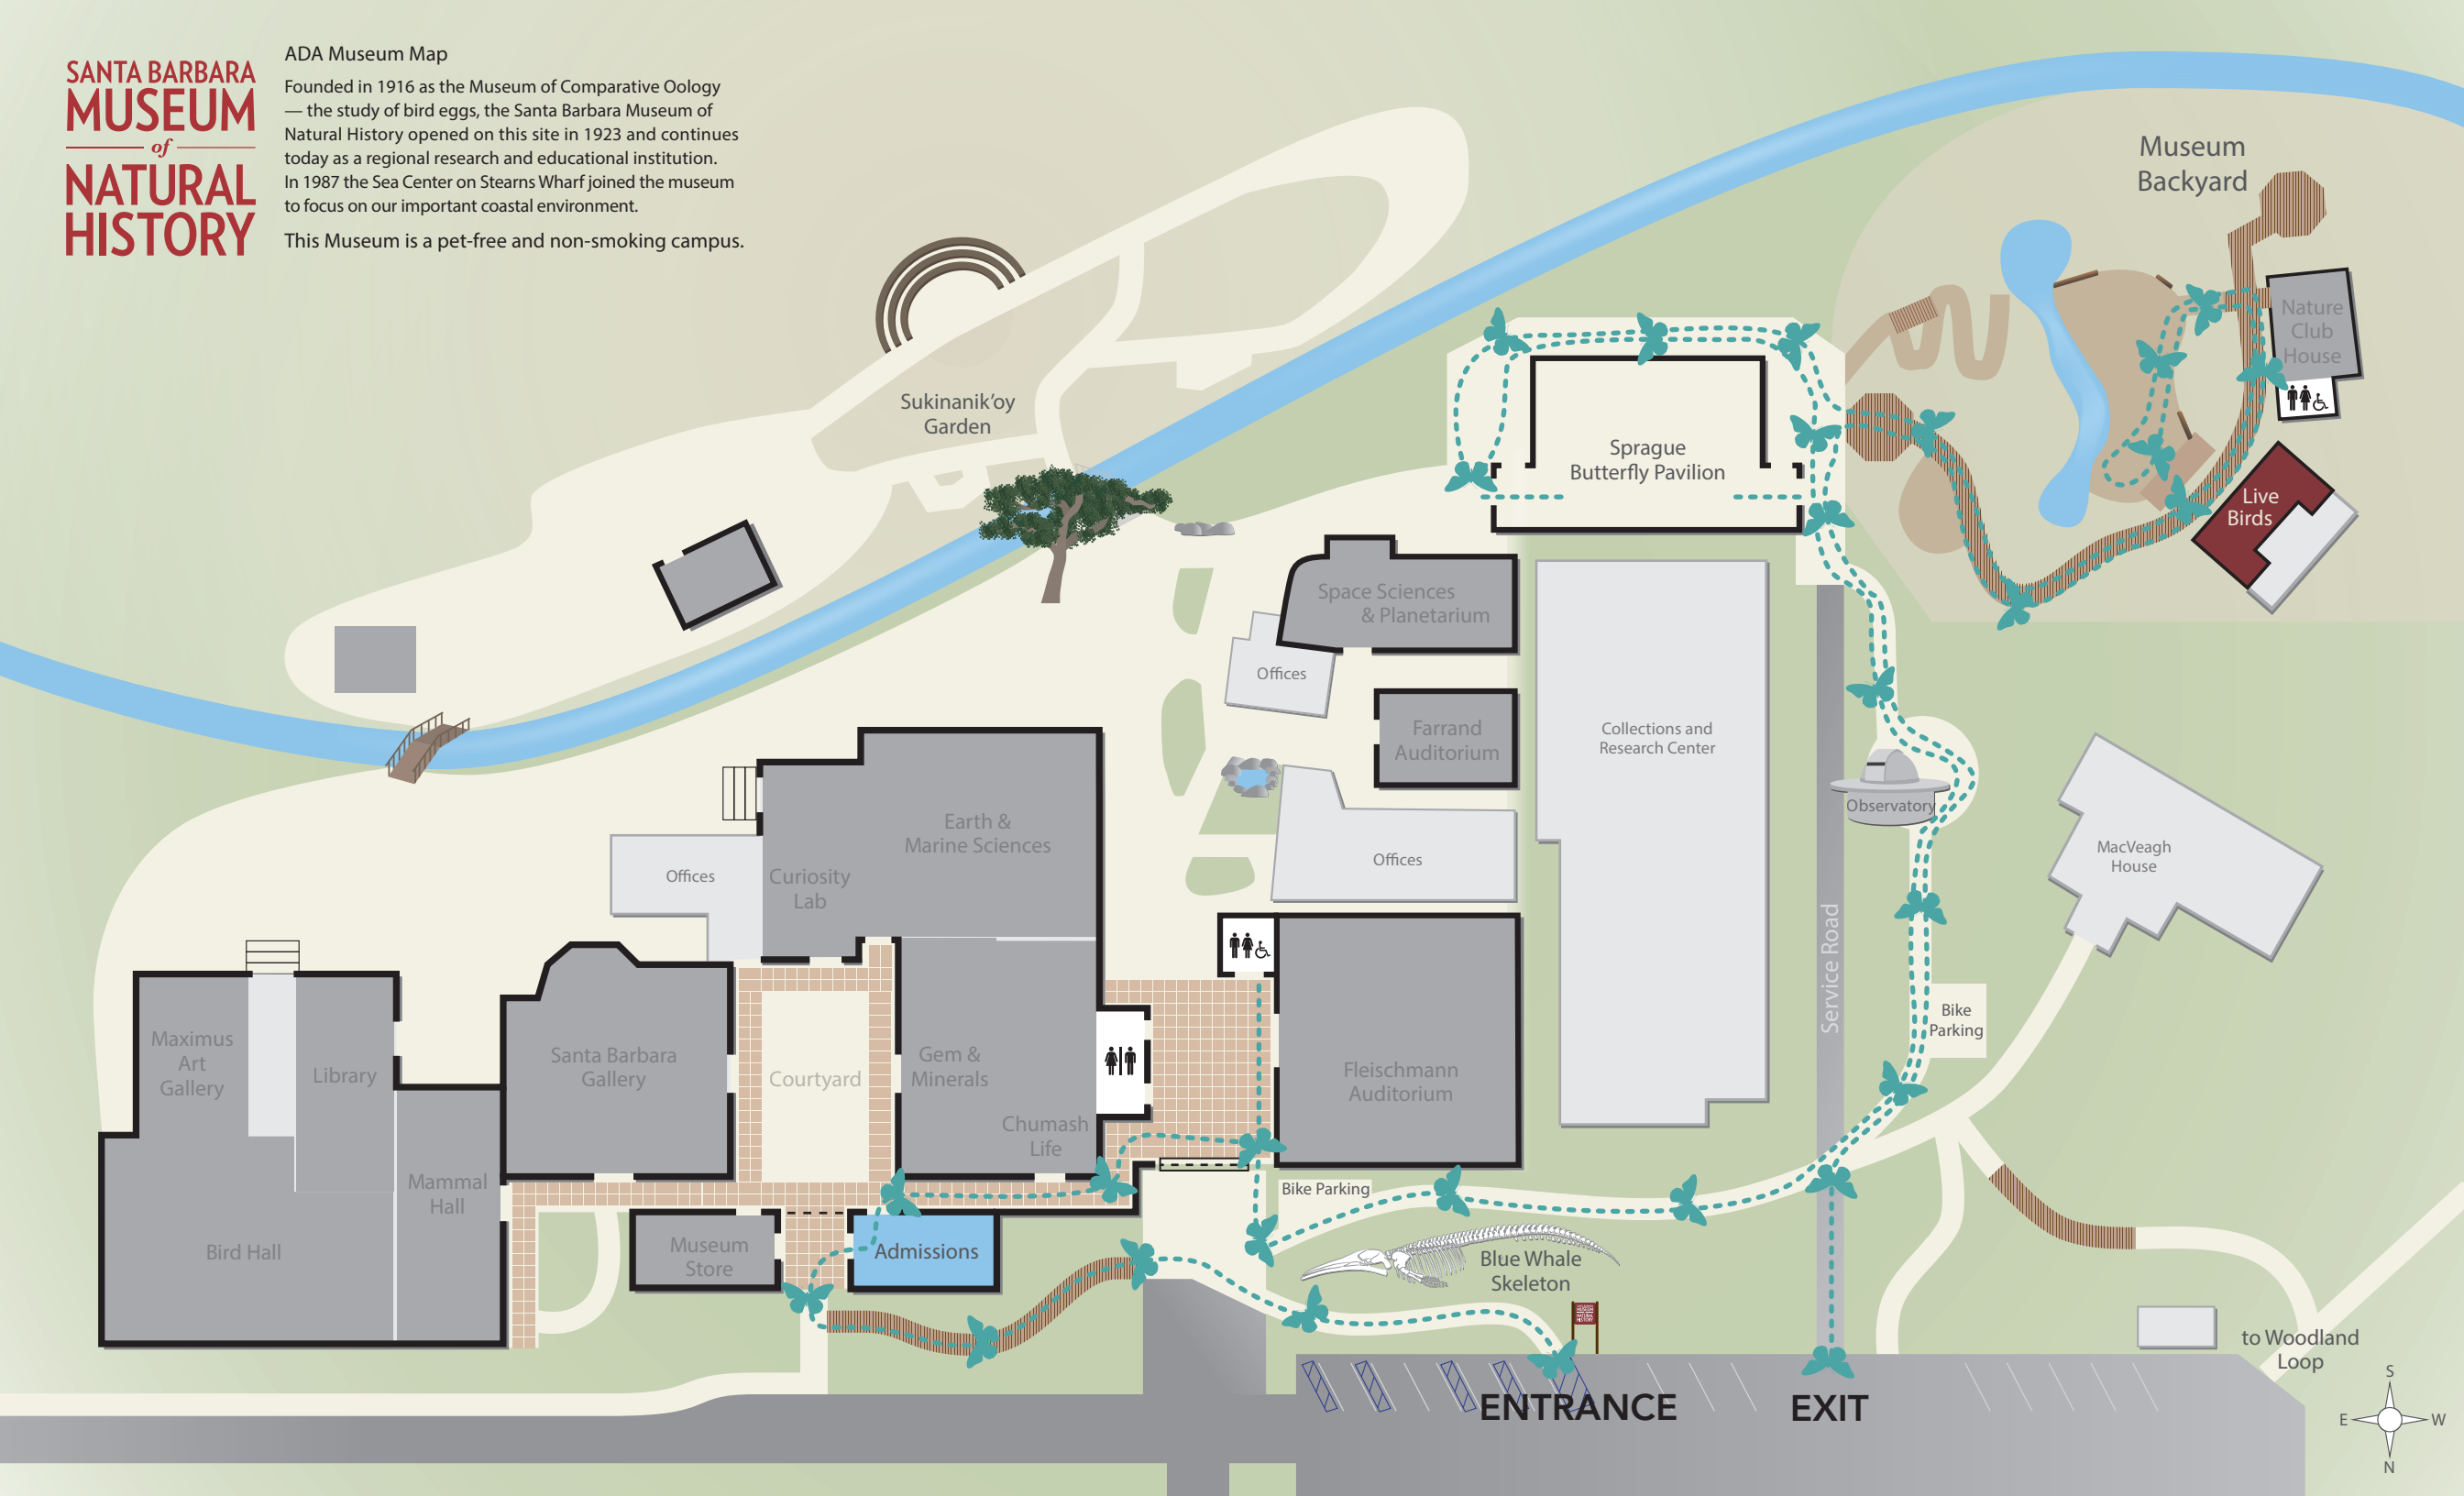 SANTA BARBARA
MUSEUM
of
NATURAL
HISTORY
ADA Museum Map
Founded in 1916 as the Museum of Comparative Oology
— the study of bird eggs, the Santa Barbara Museum of
Natural History opened on this site in 1923 and continues
today as a regional research and educational institution.
In 1987 the Sea Center on Stearns Wharf joined the museum
to focus on our important coastal environment.
This Museum is a pet-free and non-smoking campus.
Museum
Backyard
Nature
Club
House
Sukinanik’oy
Garden
Sprague
Butterfly Pavilion
Live
Birds
Space Sciences
& Planetarium
Offices
Farrand
Auditorium
Collections and
Research Center
Observatory
MacVeagh
House
Earth &
Marine Sciences
Offices
Curiosity
Lab
Offices
Service Road
Bike
Parking
Maximus
Art
Gallery
Library
Santa Barbara
Gallery
Courtyard
Gem &
Minerals
Chumash
Life
Fleischmann
Auditorium
Mammal
Hall
Bird Hall
Bike Parking
Museum
Store
Admissions
Blue Whale
Skeleton
SANTA BARBARA
MUSEUM
NATURAL
HISTORY
to Woodland
Loop
ENTRANCE
EXIT
S
E
W
N